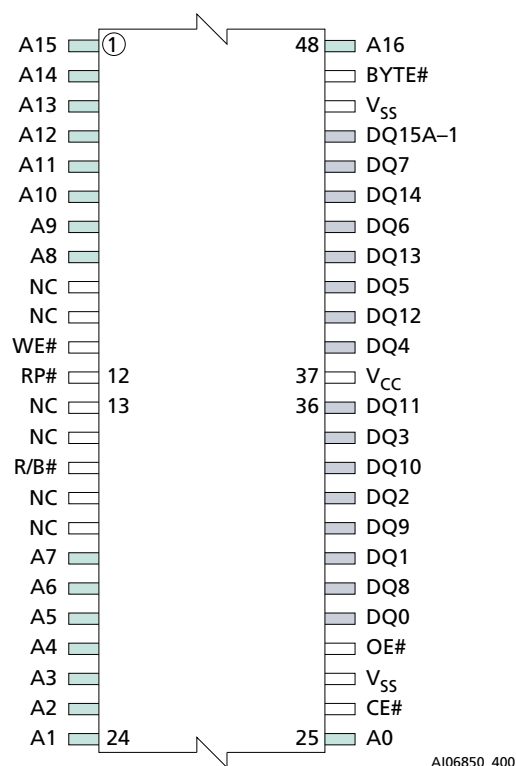 A15 1 48 A16
A14 BYTE#
A13 VSS
A12 DQ15A–1
A11 DQ7
A10 DQ14
A9 DQ6
A8 DQ13
NC DQ5
NC DQ12
WE# DQ4
RP# 12 37 VCC
NC 13 36 DQ11
NC DQ3
R/B# DQ10
NC DQ2
NC DQ9
A7 DQ1
A6 DQ8
A5 DQ0
A4 OE#
A3 VSS
A2 CE#
A1 24 25 A0
AI06850_400